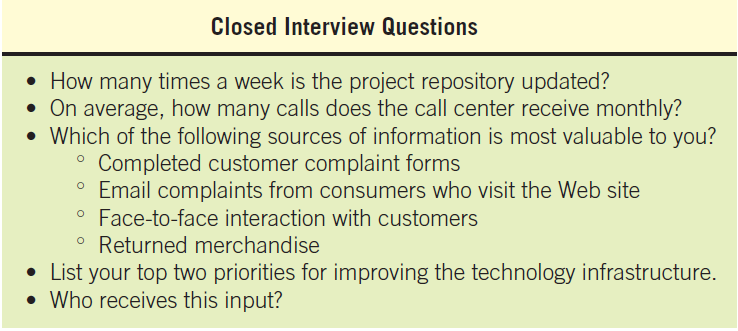 Closed Interview Questions
• How many times a week is the project repository updated?
• On average, how many calls does the call center receive monthly?
• Which of the following sources of information is most valuable to you?
° Completed customer complaint forms
° Email complaints from consumers who visit the Web site
° Face-to-face interaction with customers
° Returned merchandise
• List your top two priorities for improving the technology infrastructure.
• Who receives this input?